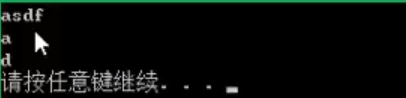 asdf
a
d
请按任意键继续. . .